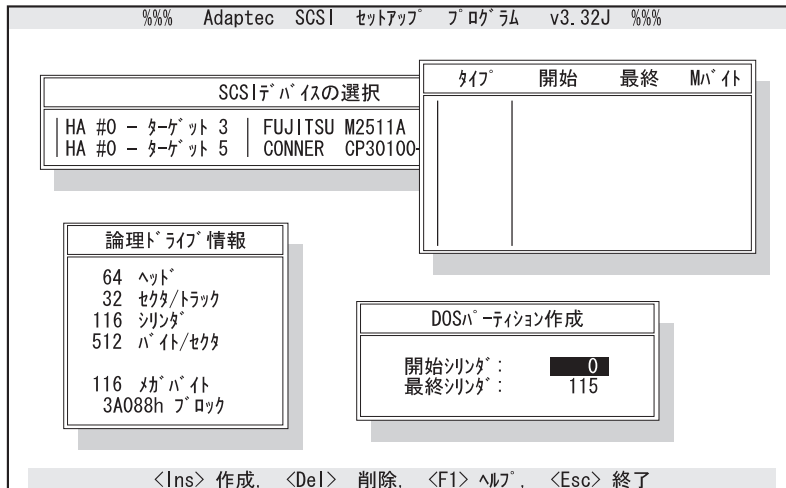 %%% Adaptec SCSI ｾｯﾄｱｯﾌﾟ ﾌﾟﾛｸﾞﾗﾑ v3.32J %%%
SCSIﾃﾞﾊﾞｲｽの選択
HA #0 − ﾀｰｹﾞｯﾄ 3 | FUJITSU M2511A
HA #0 − ﾀｰｹﾞｯﾄ 5 | CONNER CP30100-
ﾀｲﾌﾟ 開始 最終 Mﾊﾞｲﾄ
論理ﾄﾞﾗｲﾌﾞ情報
64 ﾍｯﾄﾞ
32 ｾｸﾀ/ﾄﾗｯｸ
116 ｼﾘﾝﾀﾞ
512 ﾊﾞｲﾄ/ｾｸﾀ
116 ﾒｶﾞﾊﾞｲﾄ
3A088h ﾌﾞﾛｯｸ
DOSﾊﾟｰﾃｨｼｮﾝ作成
開始ｼﾘﾝﾀﾞ: 0
最終ｼﾘﾝﾀﾞ: 115
<Ins> 作成, <Del> 削除, <F1> ﾍﾙﾌﾟ, <Esc> 終了